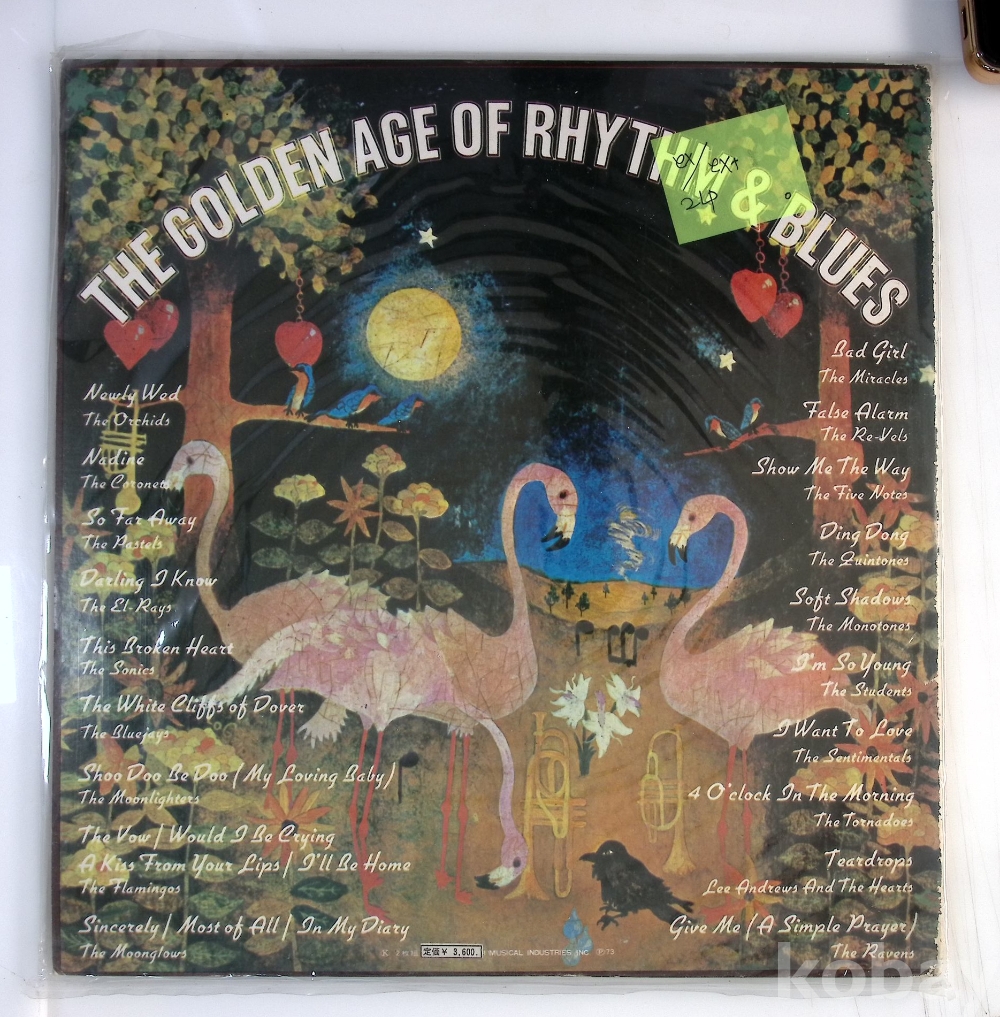 THE GOLDEN AGE OF RHYTHM & BLUES
ex/ex+
2LP
Newly Wed
The Orchids
Nadine
The Coronets
So Far Away
The Pastels
Darling I Know
The El-Rays
This Broken Heart
The Sonics
The White Cliffs of Dover
The Bluejays
Shoo Doo Be Doo (My Loving Baby)
The Moonlighters
The Vow/Would I Be Crying
A Kiss From Your Lips/I'll Be Home
The Flamingos
Sincerely/Most of All/In My Diary
The Moonglows
Bad Girl
The Miracles
False Alarm
The Re-Vels
Show Me The Way
The Five Notes
Ding Dong
The Quintones
Soft Shadows
The Monotones
I'm So Young
The Students
I Want To Love
The Sentimentals
4 O'clock In The Morning
The Tornadoes
Teardrops
Lee Andrews And The Hearts
Give Me (A Simple Prayer)
The Ravens
定価¥ 3,600. MUSICAL INDUSTRIES INC.
koba